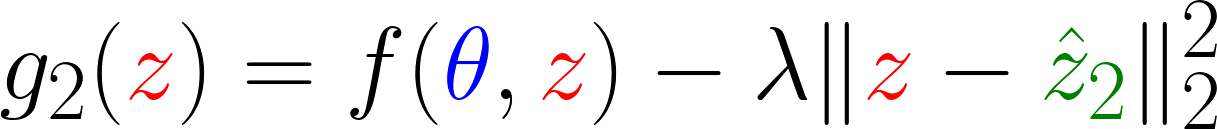 g₂(z) = f(θ, z) − λ‖z − ẑ₂‖₂²